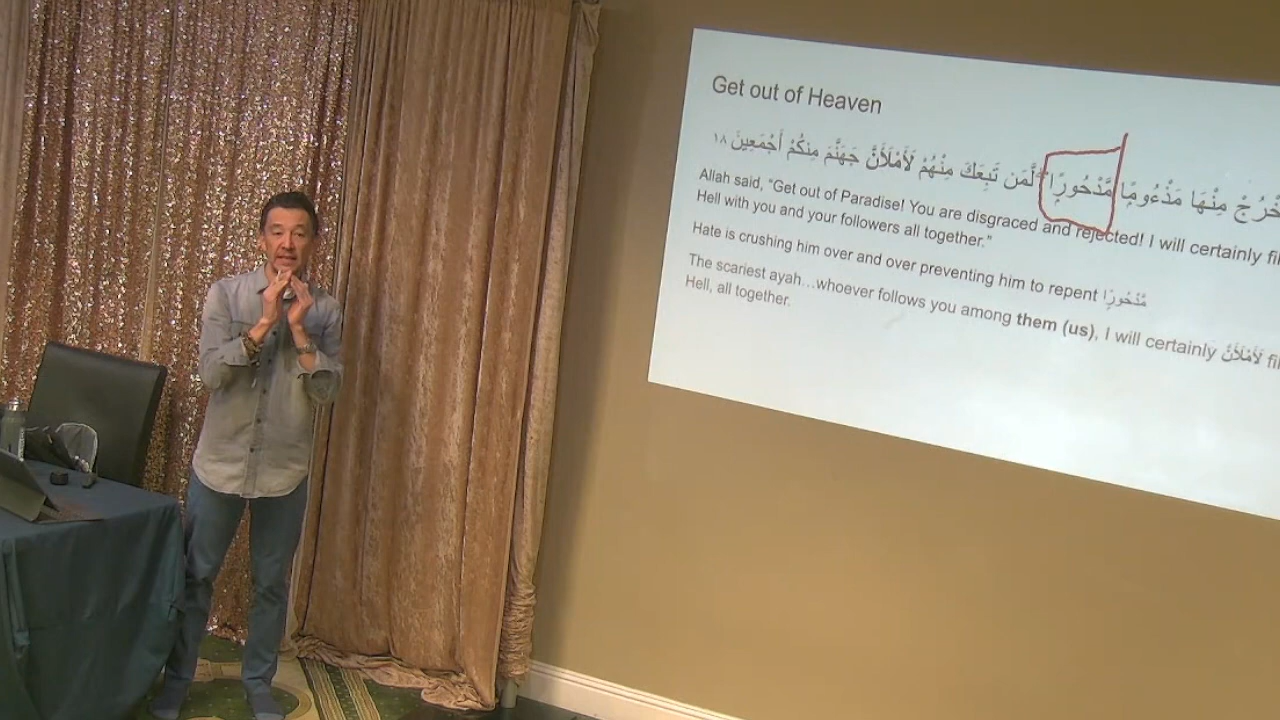 Get out of Heaven
مِنْهَا مَذْءُومًۭا مَّدْحُورًۭا ۖ لَّمَن تَبِعَكَ مِنْهُمْ لَأَمْلَأَنَّ جَهَنَّمَ مِنكُمْ أَجْمَعِينَ ١٨
Allah said, “Get out of Paradise! You are disgraced and rejected! I will certainly
Hell with you and your followers all together.”
Hate is crushing him over and over preventing him to repent مَّدْحُورًۭا
The scariest ayah…whoever follows you among them (us), I will certainly لَأَمْلَأَنَّ
Hell, all together.